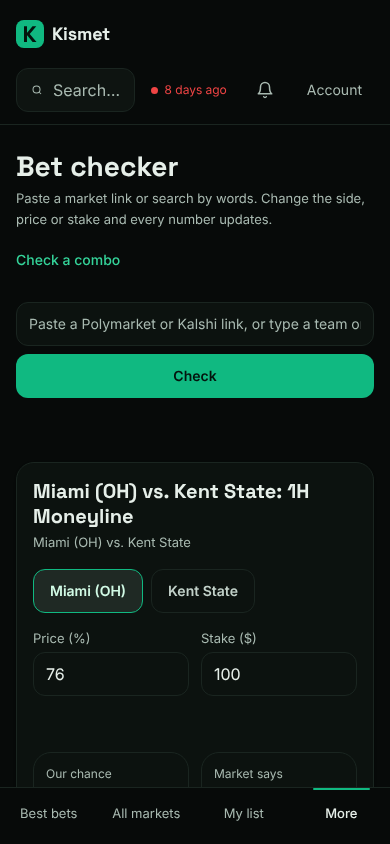 K Kismet
Search...
8 days ago
Account
Bet checker
Paste a market link or search by words. Change the side,
price or stake and every number updates.
Check a combo
Paste a Polymarket or Kalshi link, or type a team o
Check
Miami (OH) vs. Kent State: 1H
Moneyline
Miami (OH) vs. Kent State
Miami (OH)
Kent State
Price (%)
Stake ($)
76
100
Our chance
Market says
Best bets
All markets
My list
More